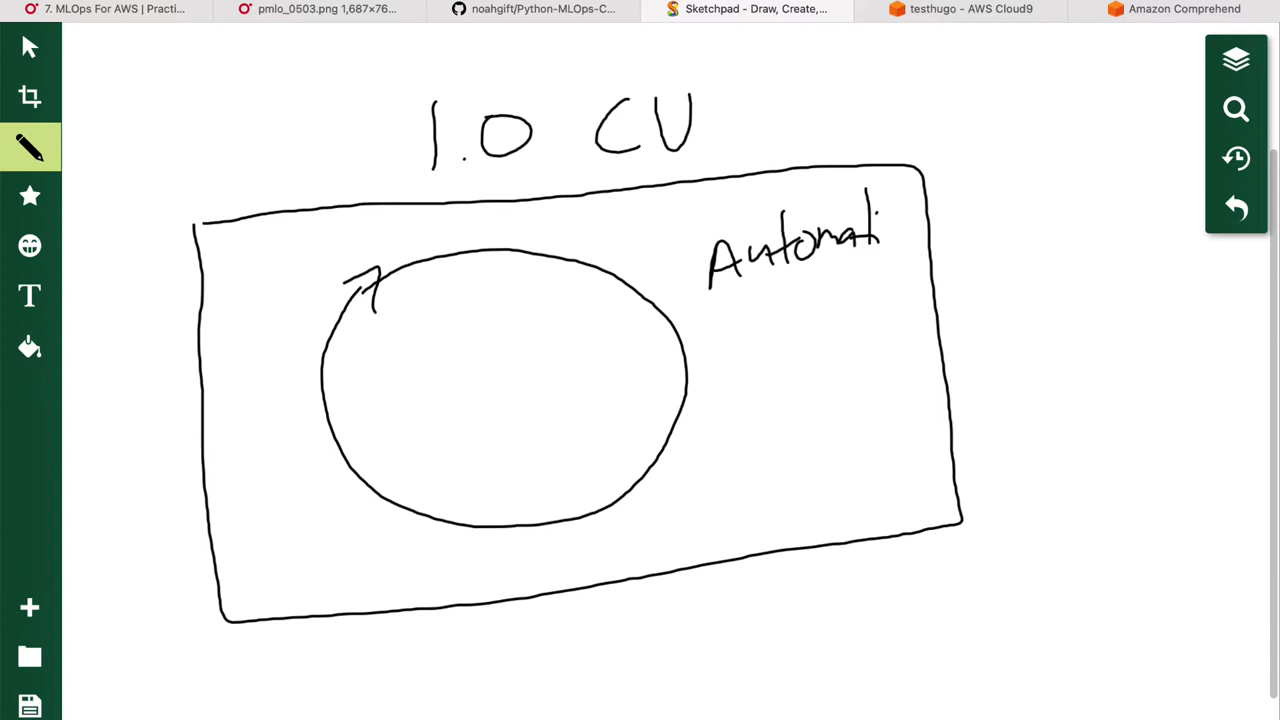 7. MLOps For AWS | Practi...
pmlo_0503.png 1,687×76...
noahgift/Python-MLOps-C...
Sketchpad - Draw, Create,...
testhugo - AWS Cloud9
Amazon Comprehend
1.0 CV
Automati
T